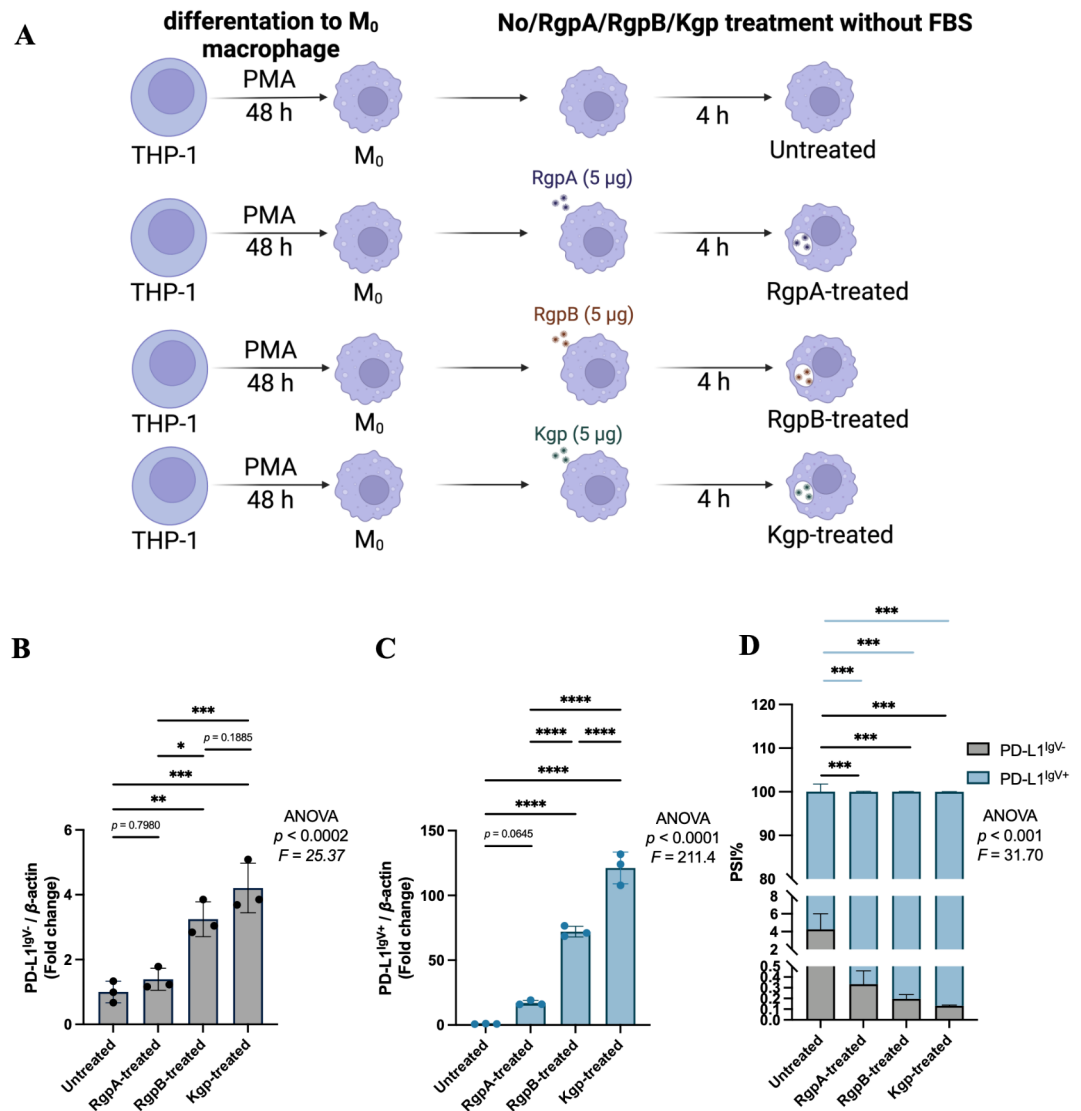 A
differentation to M₀
macrophage
No/RgpA/RgpB/Kgp treatment without FBS
PMA
48 h
4 h
THP-1
M₀
Untreated
RgpA (5 µg)
PMA
48 h
4 h
THP-1
M₀
RgpA-treated
RgpB (5 µg)
PMA
48 h
4 h
THP-1
M₀
RgpB-treated
Kgp (5 µg)
PMA
48 h
4 h
THP-1
M₀
Kgp-treated
B
***
p = 0.1885
*
***
**
p = 0.7980
ANOVA
p < 0.0002
F = 25.37
PD-L1IgV- / β-actin
(Fold change)
6
4
2
0
Untreated
RgpA-treated
RgpB-treated
Kgp-treated
C
****
**** ****
****
****
p = 0.0645
ANOVA
p < 0.0001
F = 211.4
PD-L1IgV+ / β-actin
(Fold change)
150
100
50
0
Untreated
RgpA-treated
RgpB-treated
Kgp-treated
D
***
***
***
***
***
***
PD-L1IgV-
PD-L1IgV+
ANOVA
p < 0.001
F = 31.70
PSI%
120
110
100
90
80
8
6
4
2
0.5
0.4
0.3
0.2
0.1
0.0
Untreated
RgpA-treated
RgpB-treated
Kgp-treated